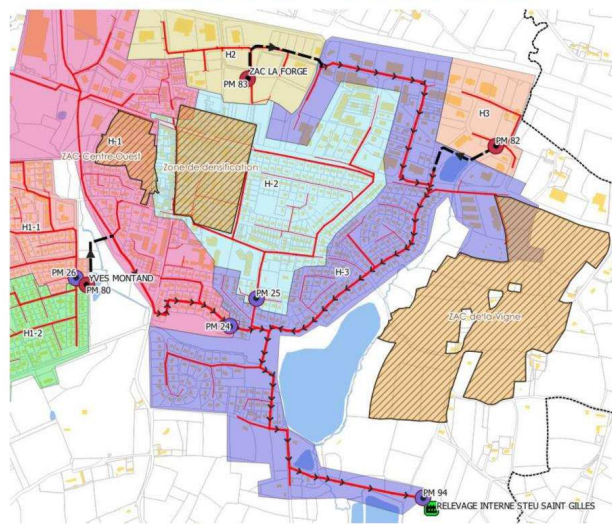 H2
ZAC LA FORGE
PM 83
H3
PM 82
H-1
ZAC Centre-Ouest
Zone de densification
H-2
H1-1
PM 26
YVES MONTAND
PM 80
H-3
PM 25
H1-2
PM 24
ZAC de la Vigne
PM 94
RELEVAGE INTERNE STEU SAINT GILLES